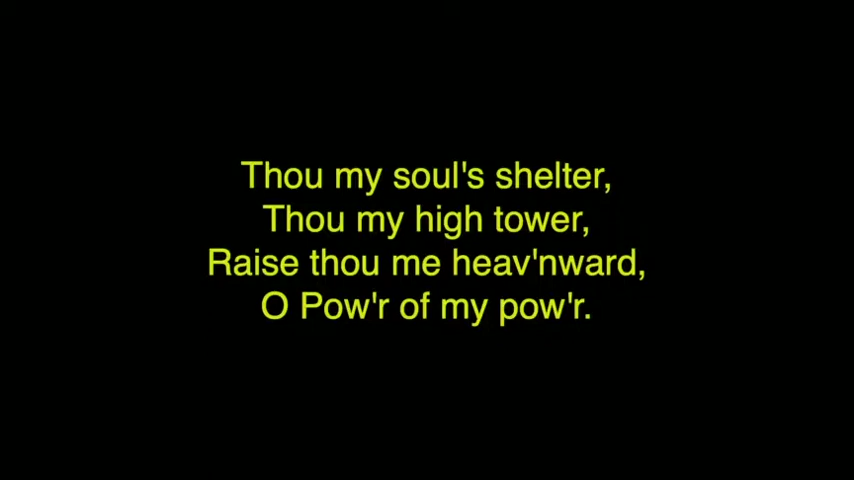 Thou my soul's shelter,
Thou my high tower,
Raise thou me heav'nward,
O Pow'r of my pow'r.